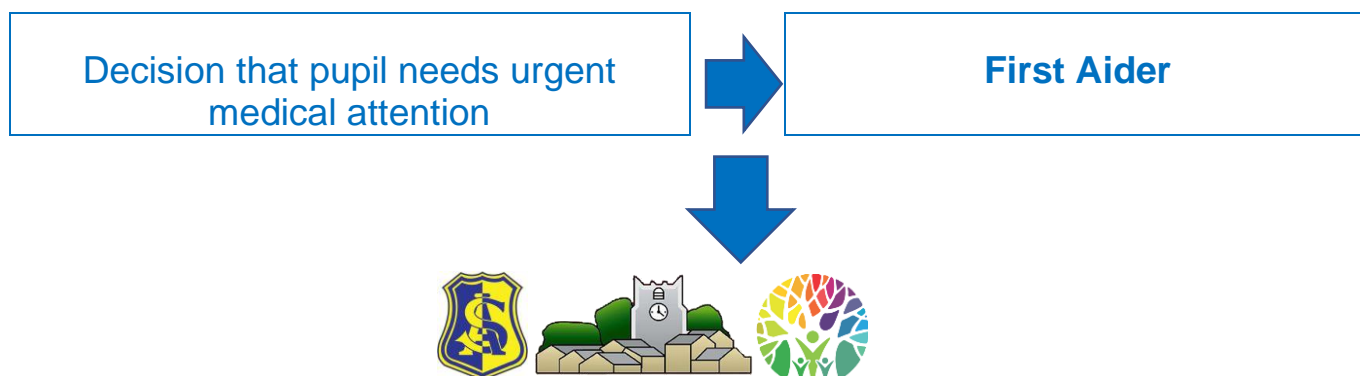 Decision that pupil needs urgent
medical attention
First Aider